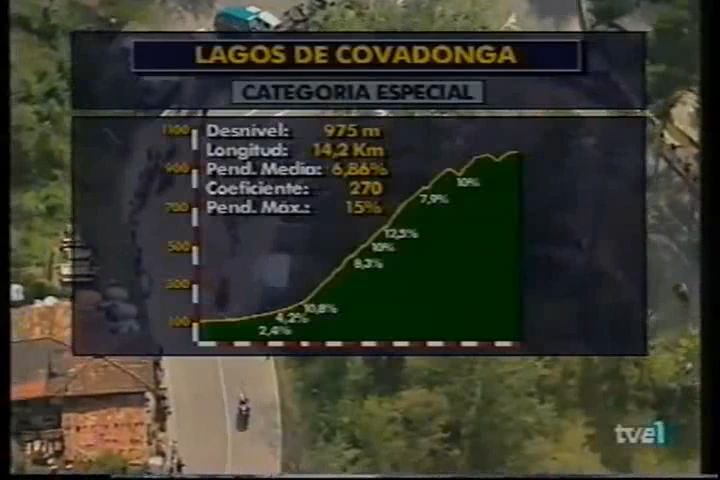 LAGOS DE COVADONGA
CATEGORIA ESPECIAL
1100
Desnivel: 975 m
Longitud: 14,2 Km
900
Pend. Media: 6,86%
Coeficiente: 270
700
Pend. Máx.: 15%
10%
7,9%
12,5%
500
10%
8,3%
300
10,8%
4,2%
100
2,4%
tve1